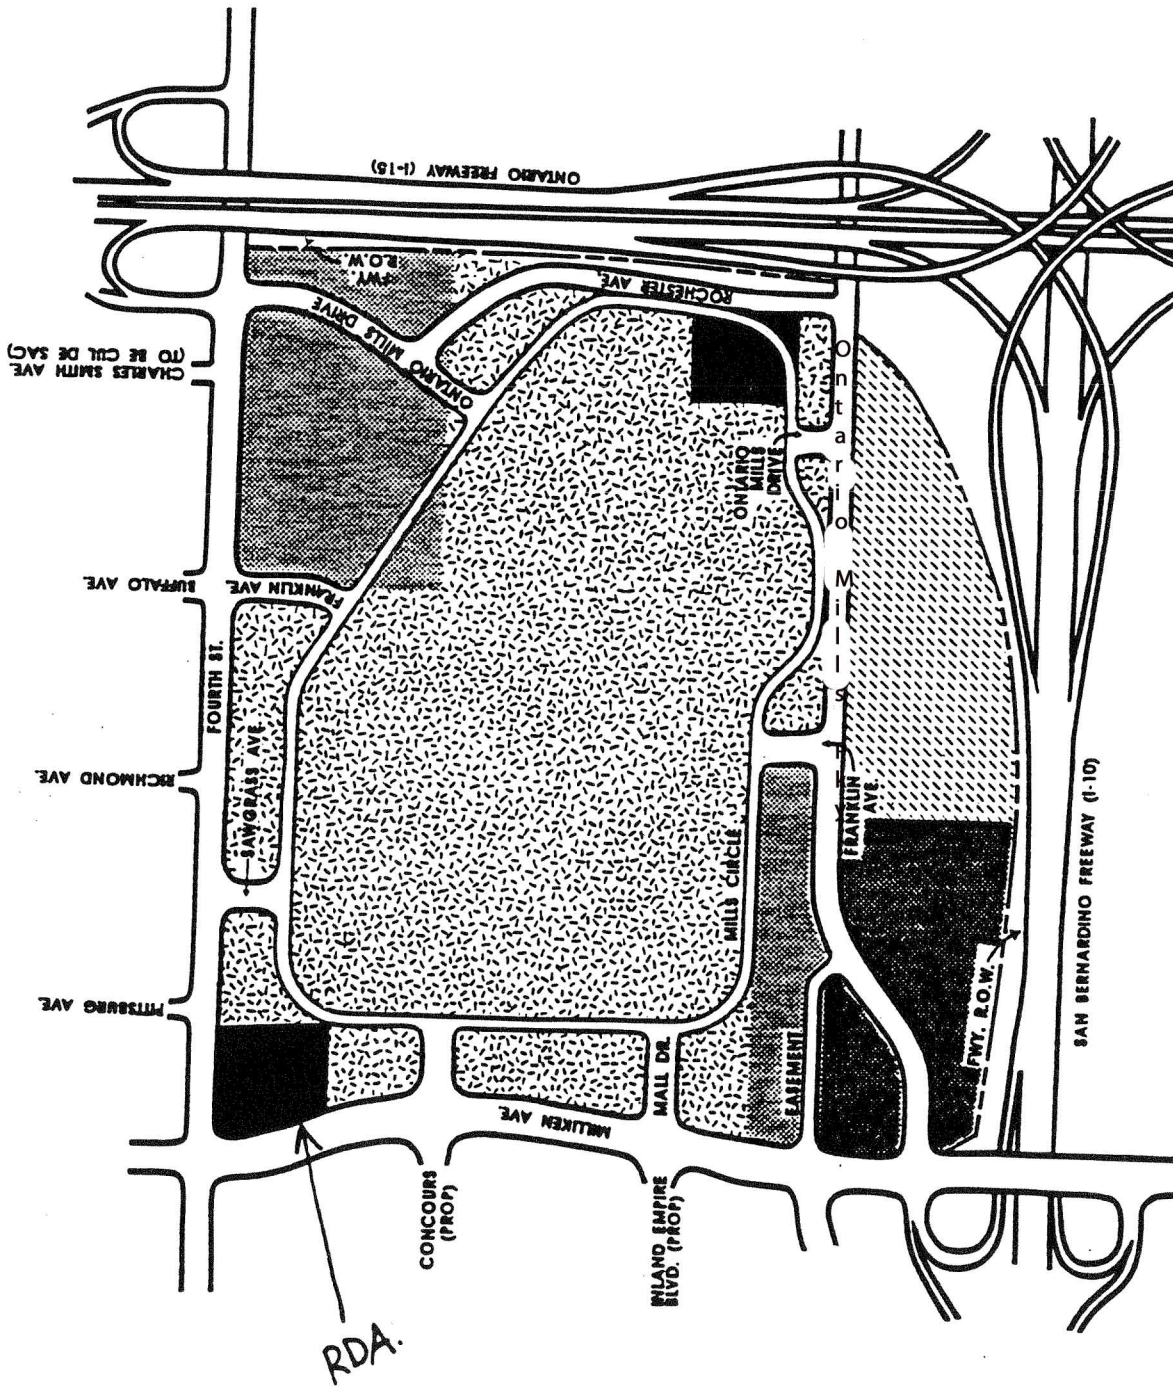 ONTARIO FREEWAY (I-15)
FWY.
R.O.W.
ROCHESTER AVE.
ONTARIO MILLS DRIVE
CHARLES SMITH AVE.
(TO BE CUL DE SAC)
BUFFALO AVE.
FRANKLIN AVE.
FOURTH ST.
RICHMOND AVE.
SAWGRASS AVE.
PITTSBURG AVE.
ONTARIO
MILLS
DRIVE
Ontario Mills Pky
FRANKLIN
AVE.
MILLS CIRCLE
SAN BERNARDINO FREEWAY (I-10)
FWY. R.O.W.
EASEMENT
MALL DR.
MILLIKEN AVE.
CONCOURS
(PROP)
INLAND EMPIRE
BLVD. (PROP)
RDA.